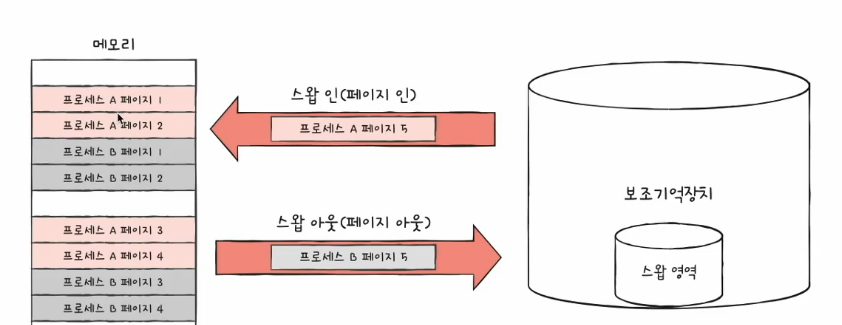 메모리
프로세스 A 페이지 1
프로세스 A 페이지 2
프로세스 B 페이지 1
프로세스 B 페이지 2
프로세스 A 페이지 3
프로세스 A 페이지 4
프로세스 B 페이지 3
프로세스 B 페이지 4
스왑 인(페이지 인)
프로세스 A 페이지 5
스왑 아웃(페이지 아웃)
프로세스 B 페이지 5
보조기억장치
스왑 영역